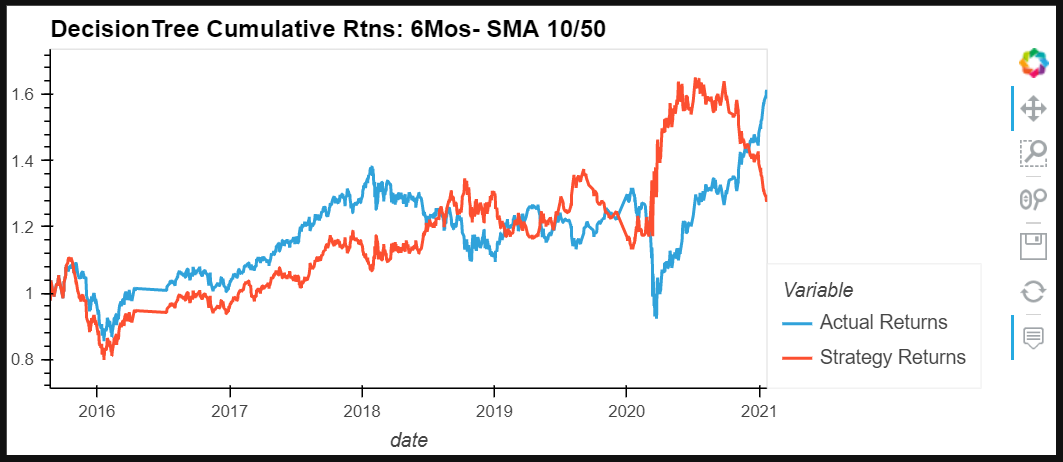 DecisionTree Cumulative Rtns: 6Mos- SMA 10/50
1.6
1.4
1.2
1
0.8
2016 2017 2018 2019 2020 2021
date
Variable
Actual Returns
Strategy Returns